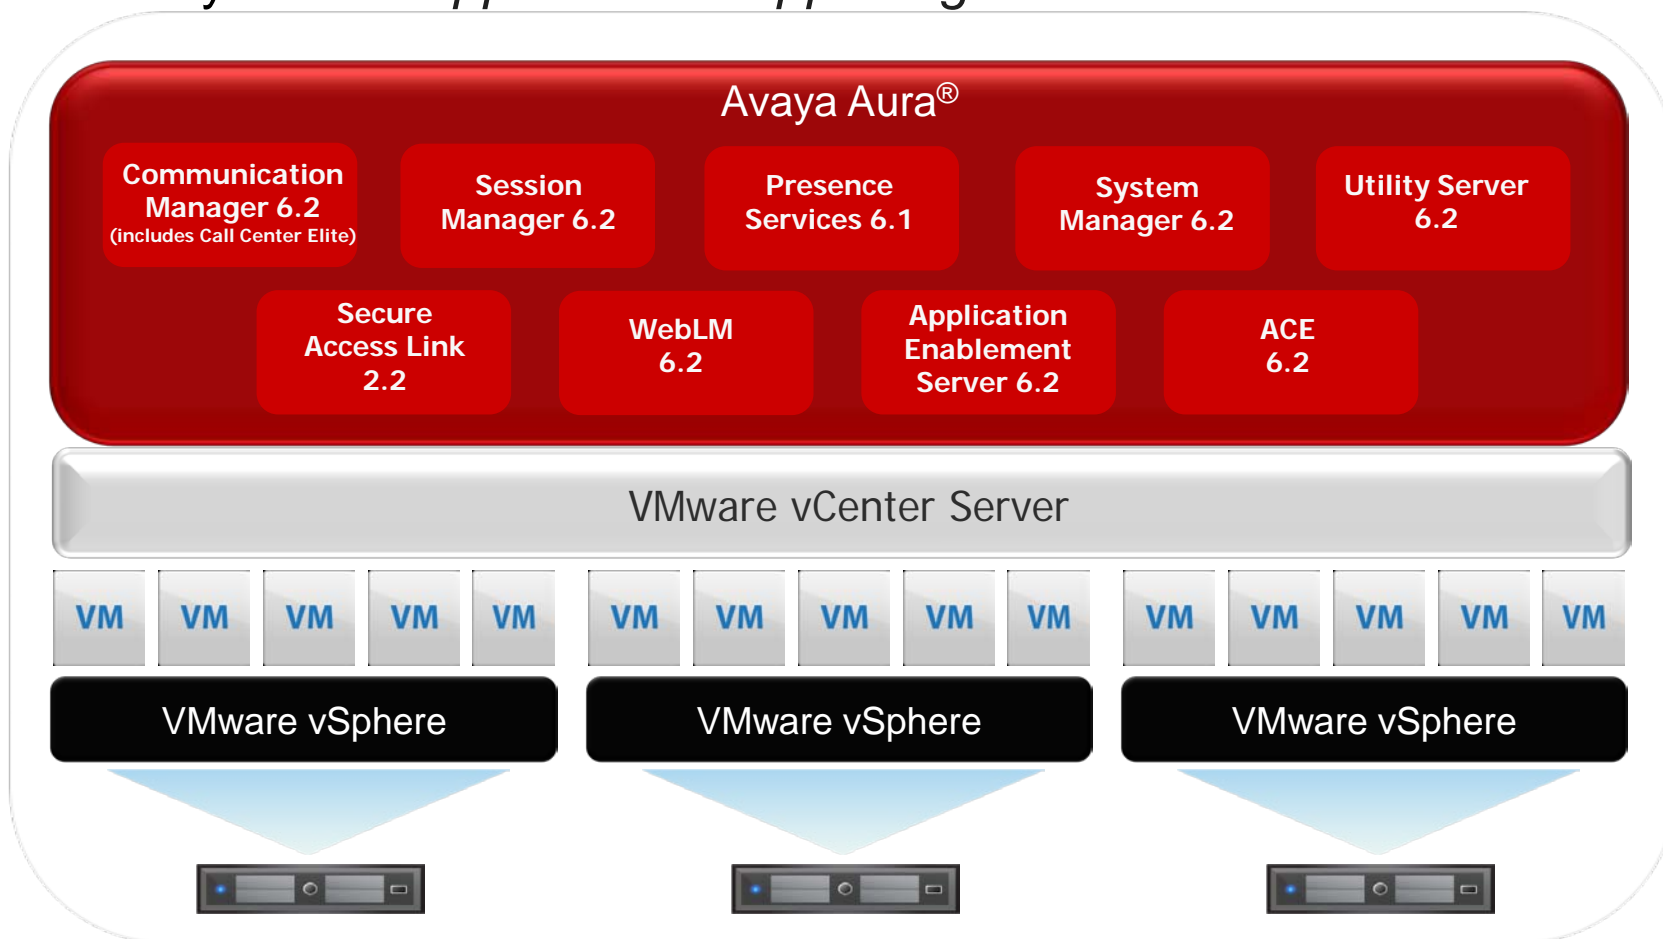 Avaya Aura®
Communication
Manager 6.2
(includes Call Center Elite)
Session
Manager 6.2
Presence
Services 6.1
System
Manager 6.2
Utility Server
6.2
Secure
Access Link
2.2
WebLM
6.2
Application
Enablement
Server 6.2
ACE
6.2
VMware vCenter Server
VM VM VM VM VM VM VM VM VM VM VM VM VM VM VM
VMware vSphere VMware vSphere VMware vSphere